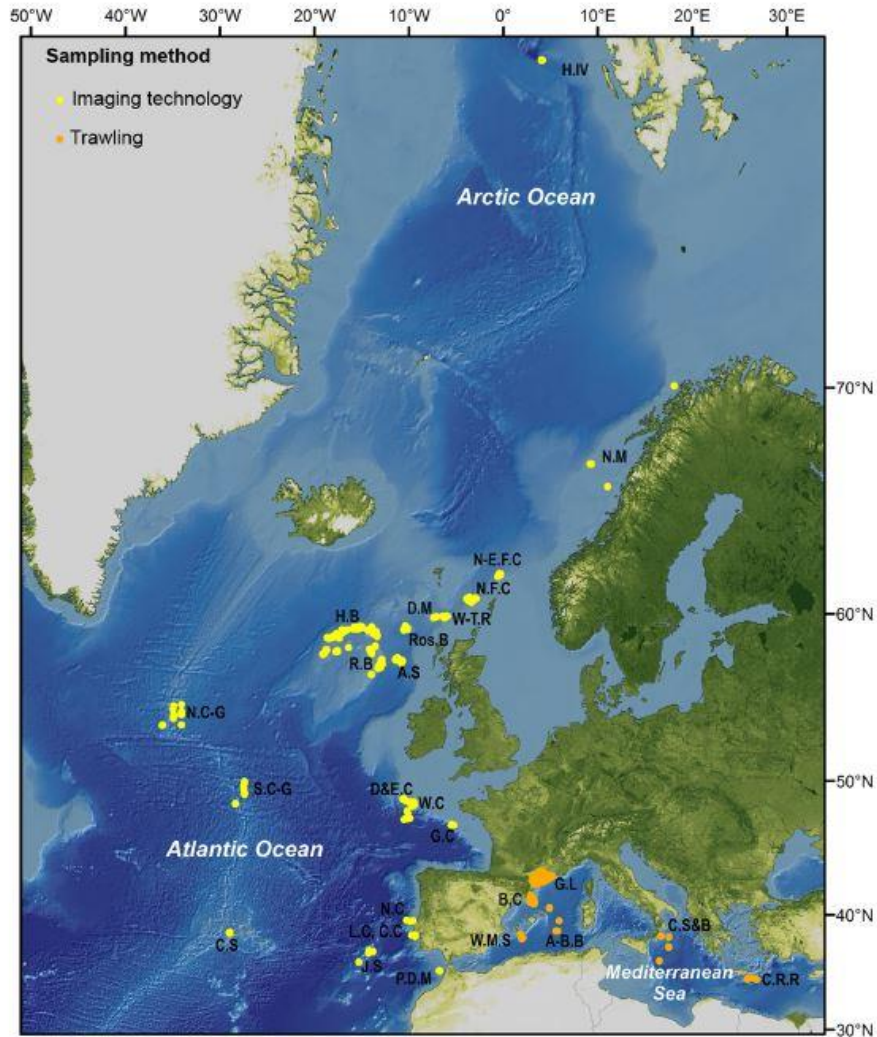 50°W 40°W 30°W 20°W 10°W 0° 10°E 20°E 30°E
Sampling method
Imaging technology
Trawling
H.IV
Arctic Ocean
70°N
N.M
N-E.F.C
N.F.C
D.M
W-T.R
60°N
H.B
Ros.B
R.B
A.S
N.C-G
50°N
S.C-G
D&E.C
W.C
G.C
Atlantic Ocean
G.L
B.C
N.C
40°N
C.S
L.C, C.C
W.M.S
A-B.B
C.S&B
J.S
P.D.M
Mediterranean
Sea
C.R.R
30°N